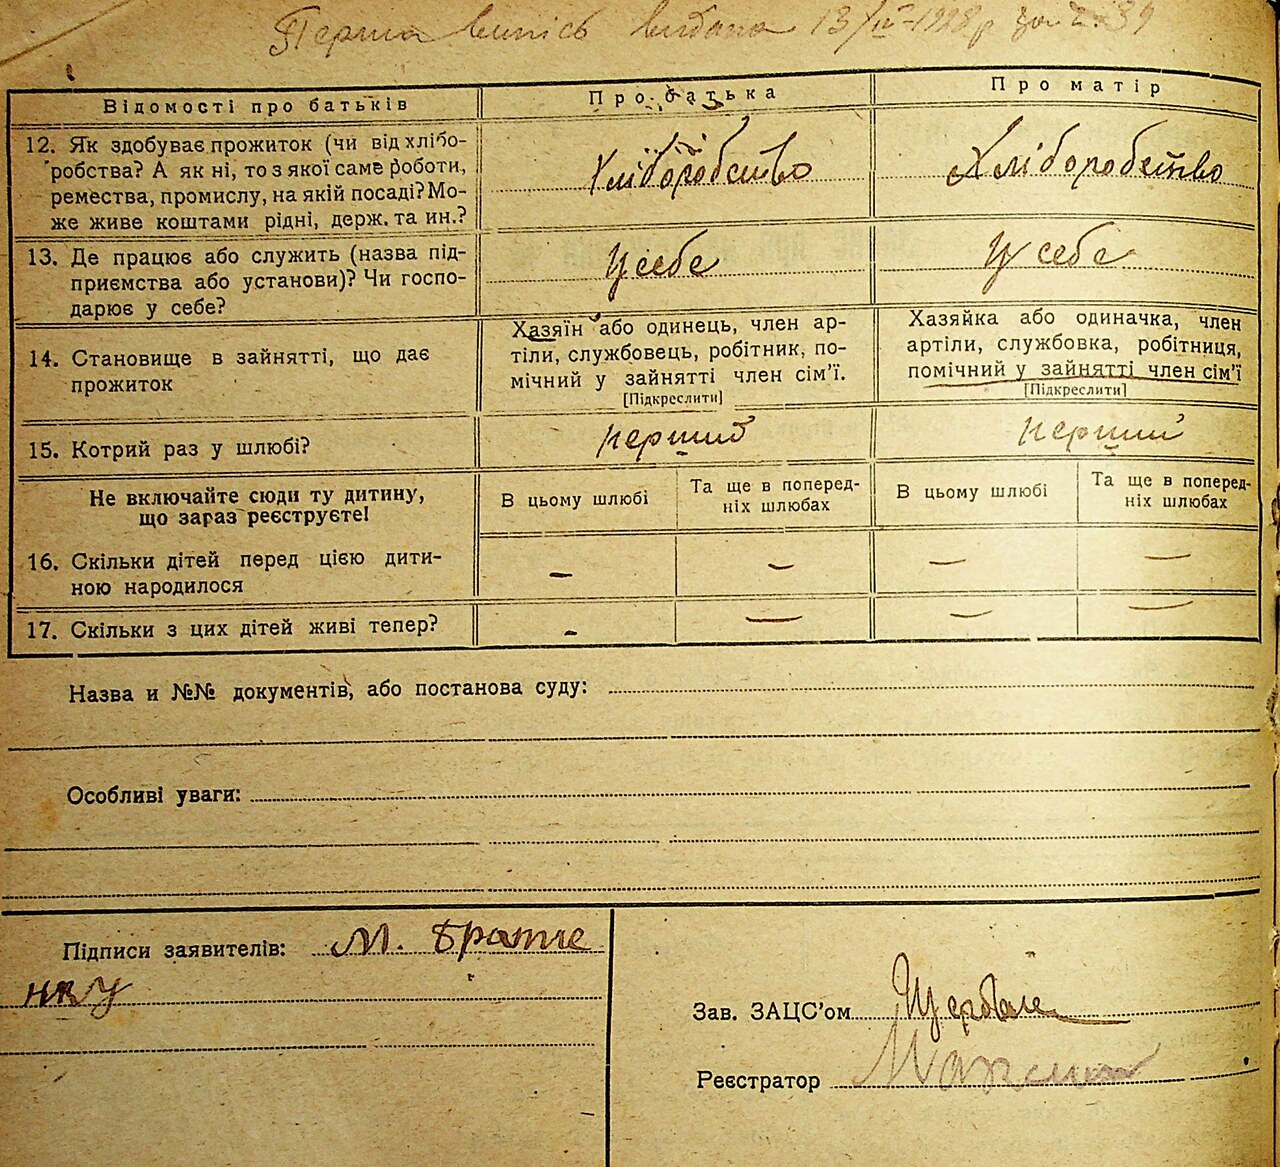 Перша випись видана 13/IV-1928 р за № 39
Відомості про батьків
Про батька
Про матір
12. Як здобуває прожиток (чи від хлібо-
робства? А як ні, то з якої саме роботи,
ремества, промислу, на якій посаді? Мо-
же живе коштами рідні, держ. та ин.?
Хліборобство
Хліборобство
13. Де працює або служить (назва під-
приємства або установи)? Чи госпо-
дарює у себе?
У себе
У себе
14. Становище в зайнятті, що дає
прожиток
Хазяїн або одинець, член ар-
тіли, службовець, робітник, по-
мічний у зайнятті член сім’ї.
[Підкреслити]
Хазяйка або одиначка, член
артіли, службовка, робітниця,
помічний у зайнятті член сім’ї
[Підкреслити]
15. Котрий раз у шлюбі?
перший
перший
Не включайте сюди ту дитину,
що зараз реєструєте!
В цьому шлюбі
Та ще в поперед-
ніх шлюбах
В цьому шлюбі
Та ще в поперед-
ніх шлюбах
16. Скільки дітей перед цією дити-
ною народилося
— — — —
17. Скільки з цих дітей живі тепер?
— — — —
Назва и №№ документів, або постанова суду:
Особливі уваги:
Підписи заявителів: М.
Зав. ЗАЦС’ом
Реєстратор